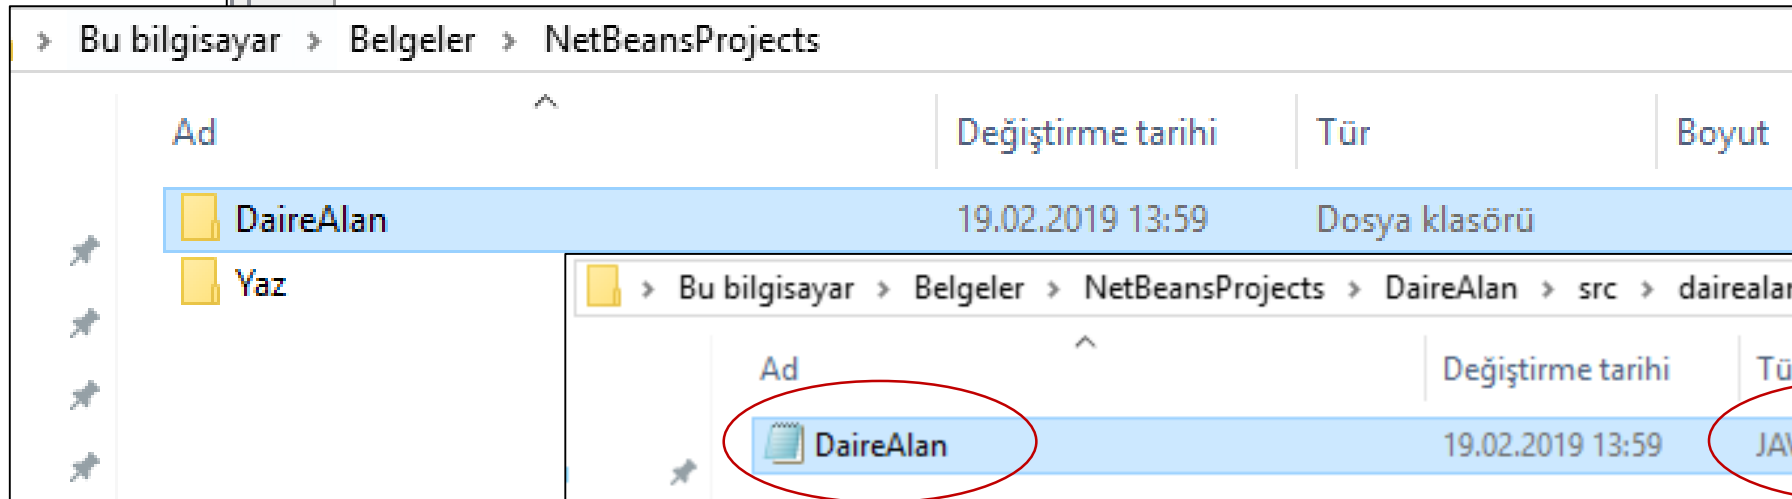 Bu bilgisayar > Belgeler > NetBeansProjects
Ad Değiştirme tarihi Tür Boyut
DaireAlan 19.02.2019 13:59 Dosya klasörü
Yaz
> Bu bilgisayar > Belgeler > NetBeansProjects > DaireAlan > src >
Ad Değiştirme tarihi
DaireAlan 19.02.2019 13:59